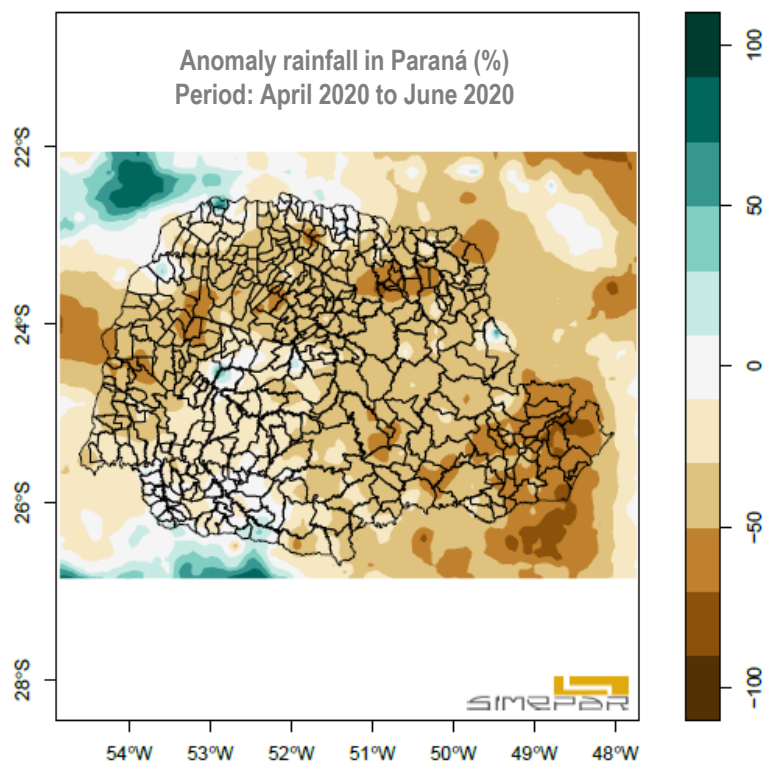 Anomaly rainfall in Paraná (%)
Period: April 2020 to June 2020
22°S
24°S
26°S
28°S
54°W 53°W 52°W 51°W 50°W 49°W 48°W
100
50
0
−50
−100
SIMEPAR